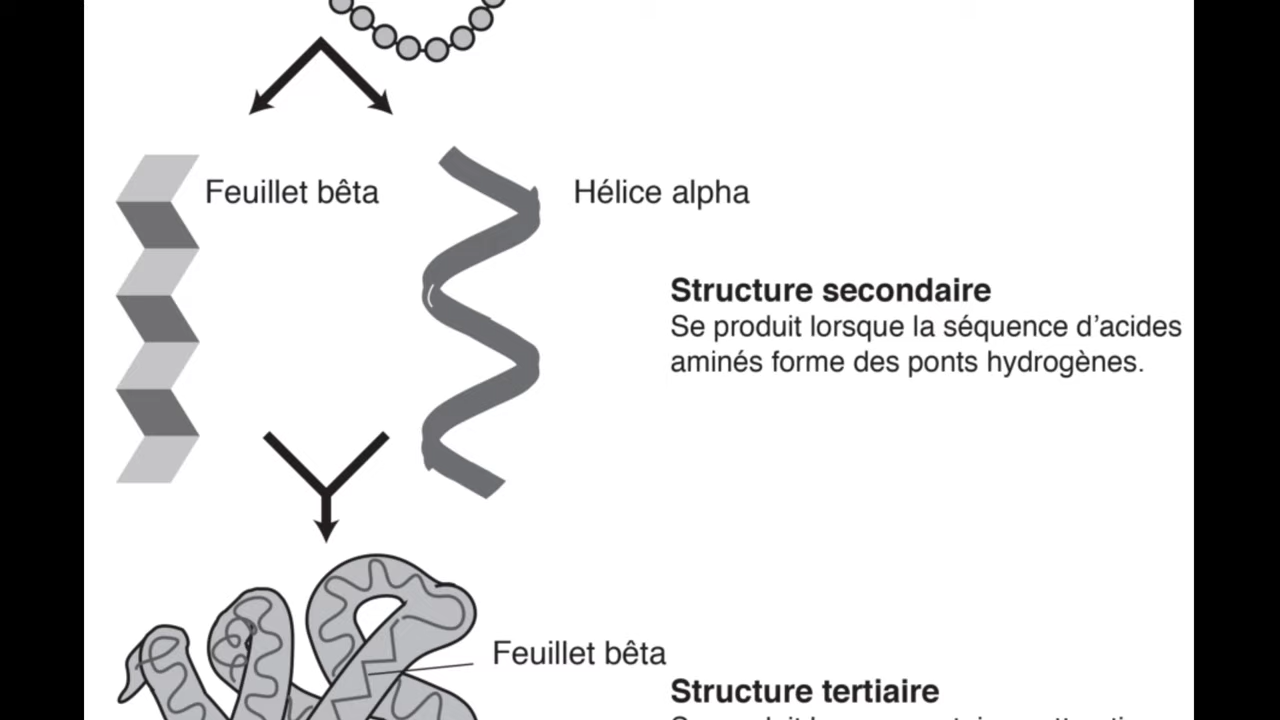 Feuillet bêta
Hélice alpha
Structure secondaire
Se produit lorsque la séquence d’acides
aminés forme des ponts hydrogènes.
Feuillet bêta
Structure tertiaire